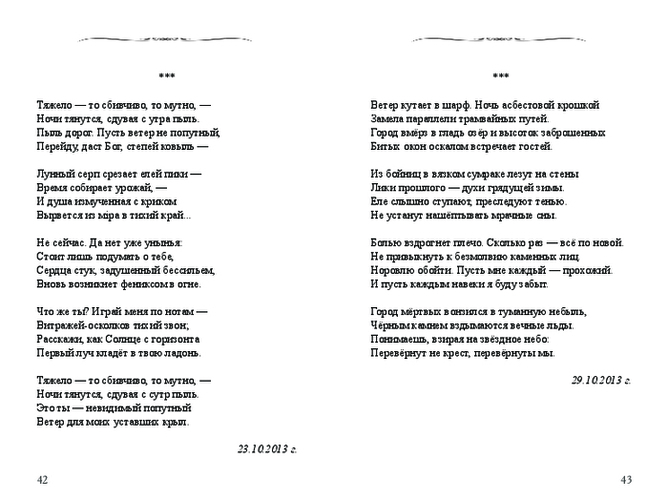 ***
Тяжело — то сбивчиво, то мутно, —
Ночи тянутся, сдувая с утра пыль.
Пыль дорог. Пусть ветер не попутный,
Перейду, даст Бог, степей ковыль —
Лунный серп срезает елей пики —
Время собирает урожай, —
И душа измученная с криком
Вырвется из мiра в тихий край...
Не сейчас. Да нет уже унынья:
Стоит лишь подумать о тебе,
Сердца стук, задушенный бессильем,
Вновь возникнет фениксом в огне.
Что же ты? Играй меня по нотам —
Витражей-осколков тихий звон;
Расскажи, как Солнце с горизонта
Первый луч кладёт в твою ладонь.
Тяжело — то сбивчиво, то мутно, —
Ночи тянутся, сдувая с сутр пыль.
Это ты — невидимый попутный
Ветер для моих уставших крыл.
23.10.2013 г.
42
***
Ветер кутает в шарф. Ночь асбестовой крошкой
Замела параллели трамвайных путей.
Город вмёрз в гладь озёр и высоток заброшенных
Битых окон оскалом встречает гостей.
Из бойниц в вязком сумраке лезут на стены
Лики прошлого — духи грядущей зимы.
Еле слышно ступают, преследуют тенью.
Не устанут нашёптывать мрачные сны.
Болью вздрогнет плечо. Сколько раз — всё по новой.
Не привыкнуть к безмолвию каменных лиц.
Норовлю обойти. Пусть мне каждый — прохожий.
И пусть каждым навеки я буду забыт.
Город мёртвых вонзился в туманную небыль,
Чёрным камнем вздымаются вечные льды.
Понимаешь, взирая на звёздное небо:
Перевёрнут не крест, перевёрнуты мы.
29.10.2013 г.
43